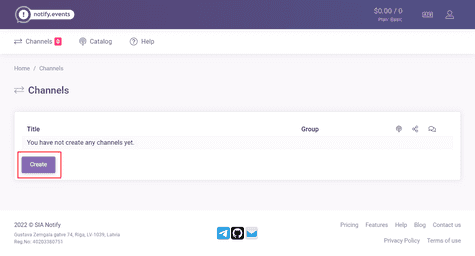 notify.events
$0.00 / 0
Plan: Basic
Channels 0
Catalog
Help
Home / Channels
Channels
Title
Group
You have not create any channels yet.
Create
2022 © SIA Notify
Gustava Zemgala gatve 74, Riga, LV-1039, Latvia
Reg.No: 40203360703
Pricing
Features
Help
Blog
Contact us
Privacy Policy
Terms of use